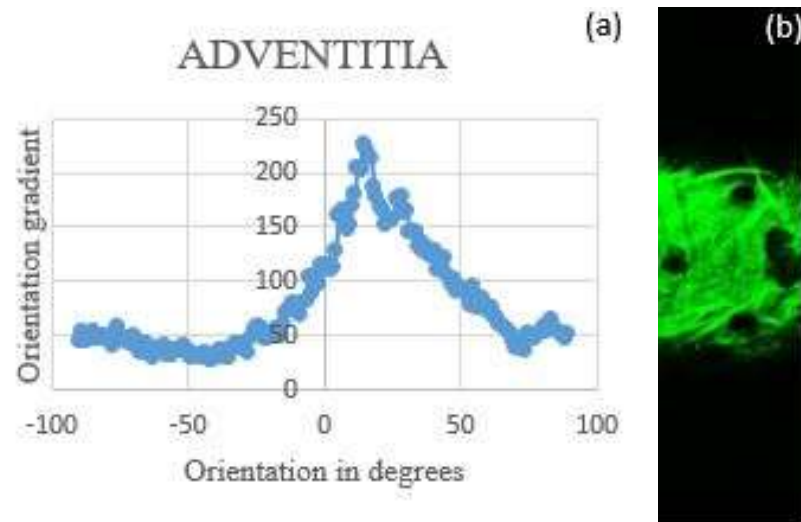 (a)
(b)
ADVENTITIA
Orientation gradient
250
200
150
100
50
0
-100
-50
0
50
100
Orientation in degrees